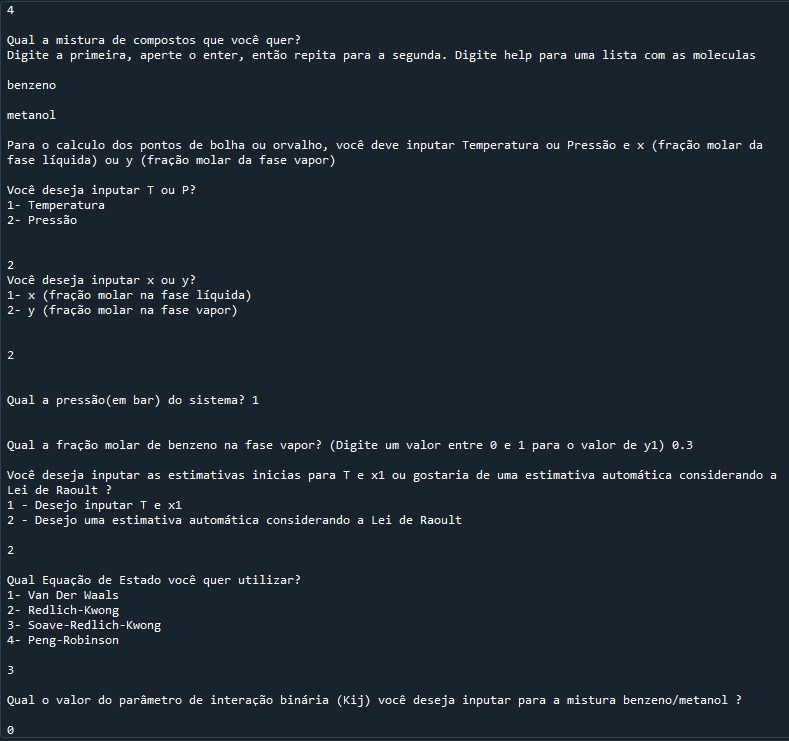 4
Qual a mistura de compostos que você quer?
Digite a primeira, aperte o enter, então repita para a segunda. Digite help para uma lista com as moleculas
benzeno
metanol
Para o calculo dos pontos de bolha ou orvalho, você deve inputar Temperatura ou Pressão e x (fração molar da
fase líquida) ou y (fração molar da fase vapor)
Você deseja inputar T ou P?
1- Temperatura
2- Pressão
2
Você deseja inputar x ou y?
1- x (fração molar na fase líquida)
2- y (fração molar na fase vapor)
2
Qual a pressão(em bar) do sistema? 1
Qual a fração molar de benzeno na fase vapor? (Digite um valor entre 0 e 1 para o valor de y1) 0.3
Você deseja inputar as estimativas inicias para T e x1 ou gostaria de uma estimativa automática considerando a
Lei de Raoult ?
1 - Desejo inputar T e x1
2 - Desejo uma estimativa automática considerando a Lei de Raoult
2
Qual Equação de Estado você quer utilizar?
1- Van Der Waals
2- Redlich-Kwong
3- Soave-Redlich-Kwong
4- Peng-Robinson
3
Qual o valor do parâmetro de interação binária (Kij) você deseja inputar para a mistura benzeno/metanol ?
0